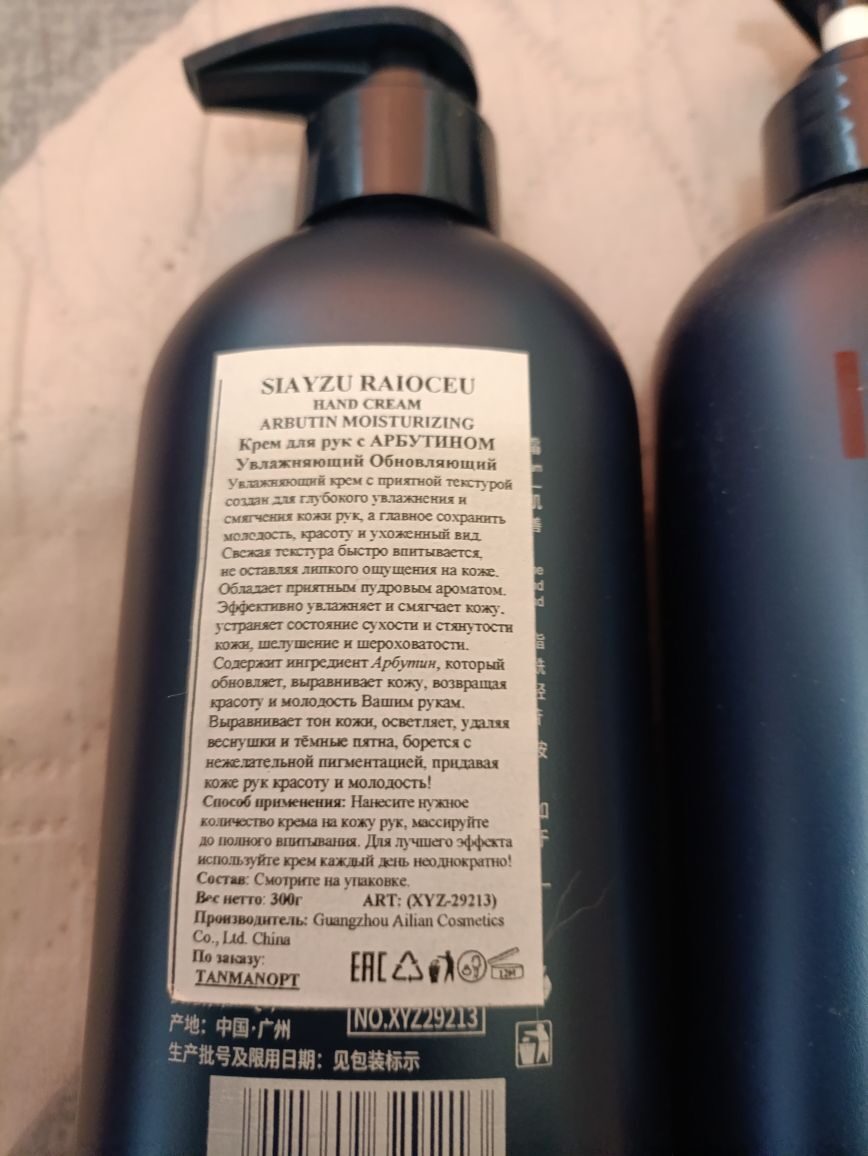 SIAYZU RAIOCEU
HAND CREAM
ARBUTIN MOISTURIZING
Крем для рук с АРБУТИНОМ
Увлажняющий Обновляющий
Увлажняющий крем с приятной текстурой
создан для глубокого увлажнения и
смягчения кожи рук, а главное сохранить
молодость, красоту и ухоженный вид.
Свежая текстура быстро впитывается,
не оставляя липкого ощущения на коже.
Обладает приятным пудровым ароматом.
Эффективно увлажняет и смягчает кожу.
устраняет состояние сухости и стянутости
кожи, шелушение и шероховатости.
Содержит ингредиент Арбутин, который
обновляет, выравнивает кожу, возвращая
красоту и молодость Вашим рукам.
Выравнивает тон кожи, осветляет, удаляя
веснушки и тёмные пятна, борется с
нежелательной пигментацией, придавая
коже рук красоту и молодость!
Способ применения: Нанесите нужное
количество крема на кожу рук, массируйте
до полного впитывания. Для лучшего эффекта
используйте крем каждый день неоднократно!
Состав: Смотрите на упаковке.
Вес нетто: 300г ART: (XYZ-29213)
Производитель: Guangzhou Ailian Cosmetics
Co., Ltd. China
По заказу:
TANMANOPT
EAC
12M
产地：中国·广州
NO.XYZ29213
生产批号及限用日期：见包装标示